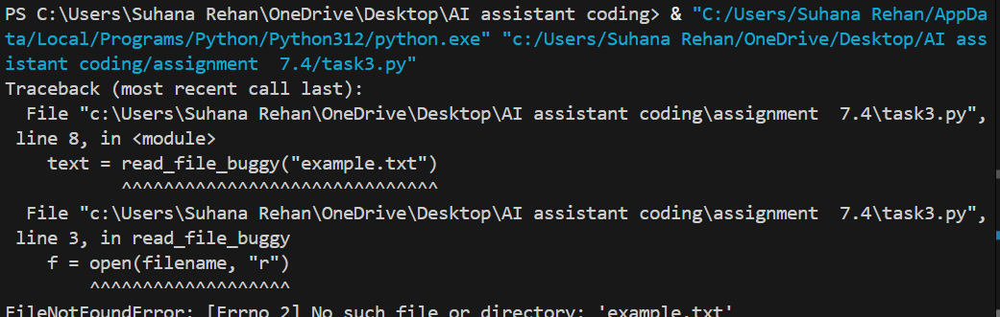 PS C:\Users\Suhana Rehan\OneDrive\Desktop\AI assistant coding> & "C:/Users/Suhana Rehan/AppDa
ta/Local/Programs/Python/Python312/python.exe" "c:/Users/Suhana Rehan/OneDrive/Desktop/AI ass
istant coding/assignment  7.4/task3.py"
Traceback (most recent call last):
  File "c:\Users\Suhana Rehan\OneDrive\Desktop\AI assistant coding\assignment  7.4\task3.py",
 line 8, in <module>
    text = read_file_buggy("example.txt")
           ^^^^^^^^^^^^^^^^^^^^^^^^^^^^^^
  File "c:\Users\Suhana Rehan\OneDrive\Desktop\AI assistant coding\assignment  7.4\task3.py",
 line 3, in read_file_buggy
    f = open(filename, "r")
        ^^^^^^^^^^^^^^^^^^^
FileNotFoundError: [Errno 2] No such file or directory: 'example.txt'